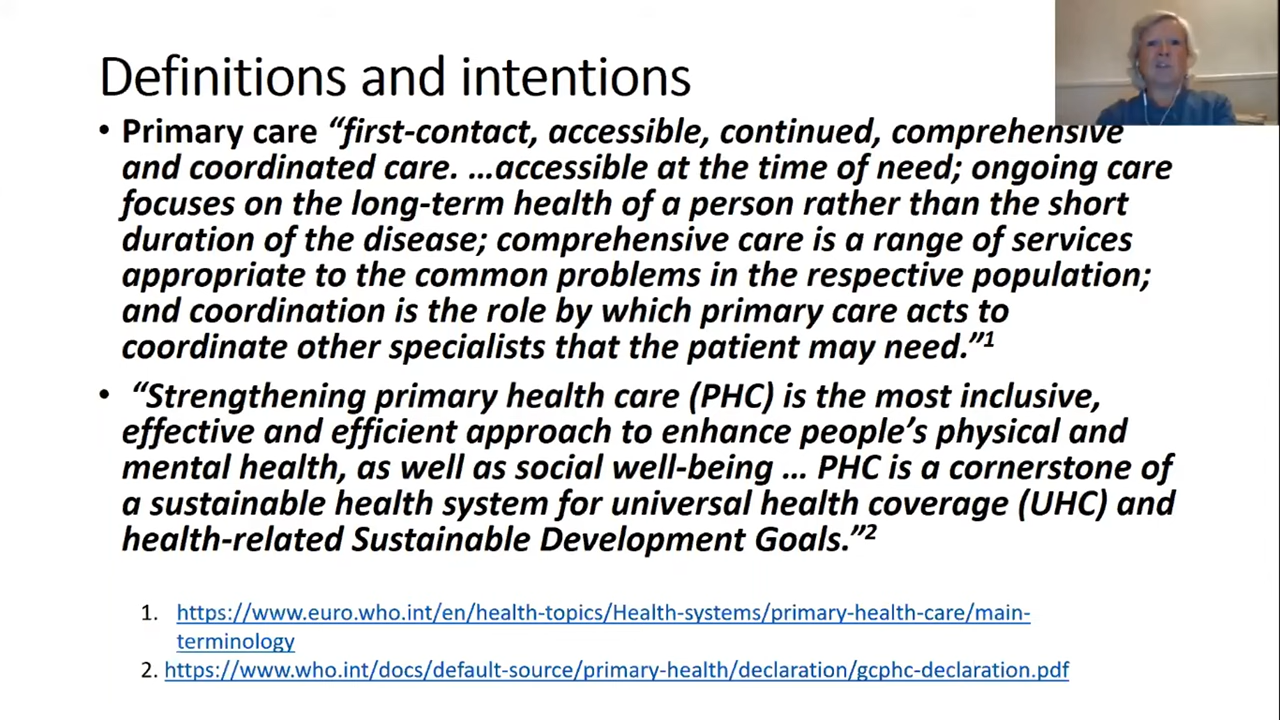 Definitions and intentions
• Primary care “first-contact, accessible, continued, comprehensive
and coordinated care. …accessible at the time of need; ongoing care
focuses on the long-term health of a person rather than the short
duration of the disease; comprehensive care is a range of services
appropriate to the common problems in the respective population;
and coordination is the role by which primary care acts to
coordinate other specialists that the patient may need.”1
• “Strengthening primary health care (PHC) is the most inclusive,
effective and efficient approach to enhance people’s physical and
mental health, as well as social well-being … PHC is a cornerstone of
a sustainable health system for universal health coverage (UHC) and
health-related Sustainable Development Goals.”2
1. https://www.euro.who.int/en/health-topics/Health-systems/primary-health-care/main-
terminology
2. https://www.who.int/docs/default-source/primary-health/declaration/gcphc-declaration.pdf